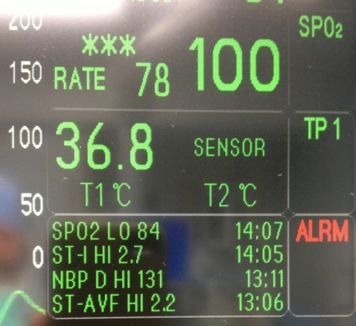 200
***
SPO₂
150
RATE 78 100
100
36.8 SENSOR
TP 1
T1 °C T2 °C
50
SPO2 LO 84 14:07
ALRM
ST-I HI 2.7 14:05
0
NBP D HI 131 13:11
ST-AVF HI 2.2 13:06